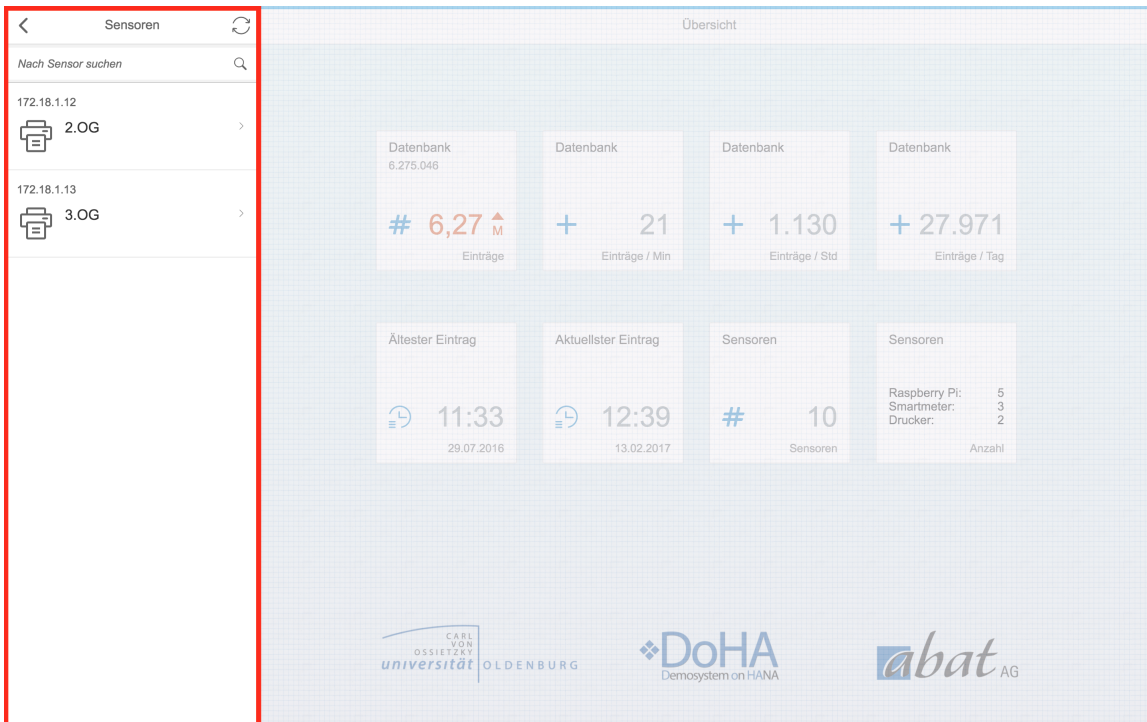 Sensoren
Nach Sensor suchen
172.18.1.12
2.OG
172.18.1.13
3.OG
Übersicht
Datenbank
6.275.046
# 6,27 M
Einträge
Datenbank
+ 21
Einträge / Min
Datenbank
+ 1.130
Einträge / Std
Datenbank
+ 27.971
Einträge / Tag
Ältester Eintrag
11:33
29.07.2016
Aktuellster Eintrag
12:39
13.02.2017
Sensoren
# 10
Sensoren
Sensoren
Raspberry Pi: 5
Smartmeter: 3
Drucker: 2
Anzahl
CARL
VON
OSSIETZKY
universität OLDENBURG
DoHA
Demosystem on HANA
abat AG